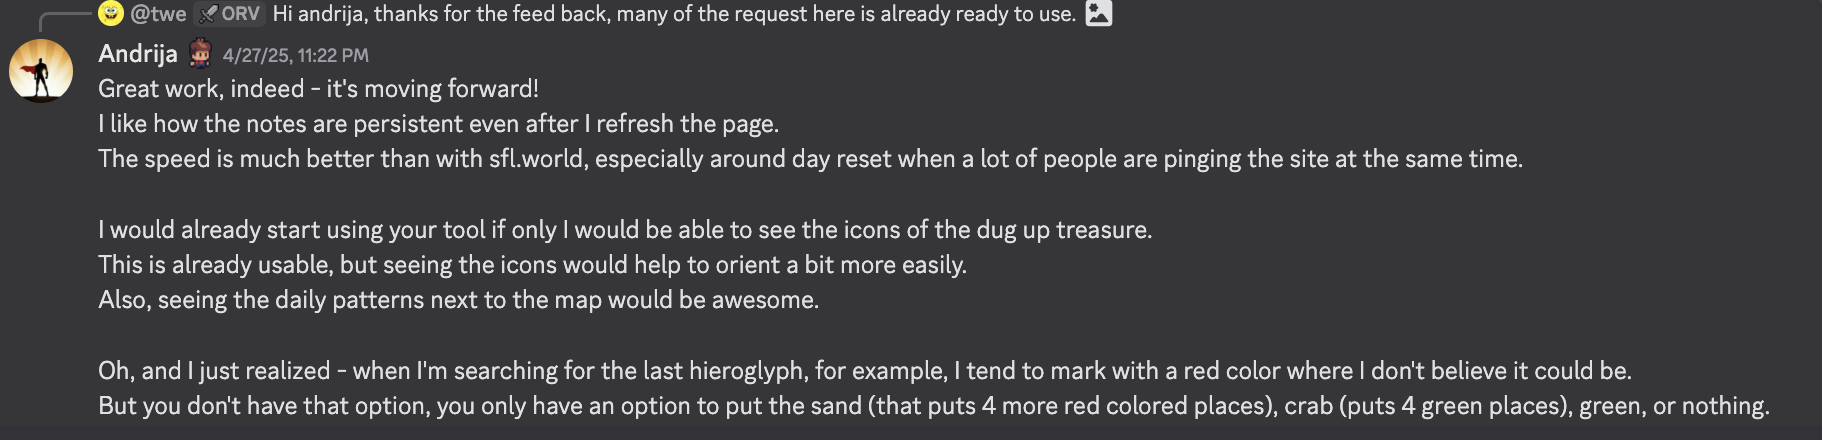 @twe ORV Hi andrija, thanks for the feed back, many of the request here is already ready to use.
Andrija 4/27/25, 11:22 PM
Great work, indeed - it's moving forward!
I like how the notes are persistent even after I refresh the page.
The speed is much better than with sfl.world, especially around day reset when a lot of people are pinging the site at the same time.
I would already start using your tool if only I would be able to see the icons of the dug up treasure.
This is already usable, but seeing the icons would help to orient a bit more easily.
Also, seeing the daily patterns next to the map would be awesome.
Oh, and I just realized - when I'm searching for the last hieroglyph, for example, I tend to mark with a red color where I don't believe it could be.
But you don't have that option, you only have an option to put the sand (that puts 4 more red colored places), crab (puts 4 green places), green, or nothing.